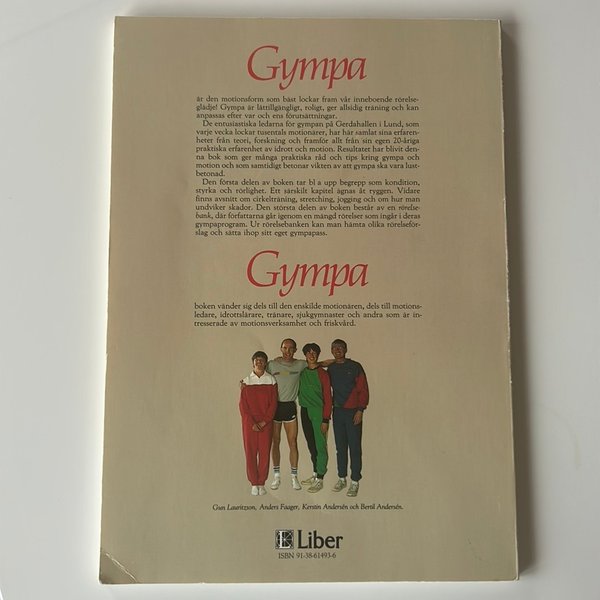 Gympa
är den motionsform som bäst lockar fram vår inneboende rörelse-
glädje! Gympa är lättillgängligt, roligt, ger allsidig träning och kan
anpassas efter var och ens förutsättningar.
De entusiastiska ledarna för gympan på Gerdahallen i Lund, som
varje vecka lockar tusentals motionärer, har här samlat sina erfaren-
heter från teori, forskning och framför allt från sin egen 20-åriga
praktiska erfarenhet av idrott och motion. Resultatet har blivit den-
na bok som ger många praktiska råd och tips kring gympa och
motion och som samtidigt betonar vikten av att gympa ska vara lust-
betonad.
Den första delen av boken tar bl a upp begrepp som kondition,
styrka och rörlighet. Ett särskilt kapitel ägnas åt ryggen. Vidare
finns avsnitt om cirkelträning, stretching, jogging och om hur man
undviker skador. Den största delen av boken består av en rörelse-
bank, där författarna går igenom en mängd rörelser som ingår i deras
gympaprogram. Ur rörelsebanken kan man hämta olika rörelseför-
slag och sätta ihop sitt eget gympapass.
Gympa
boken vänder sig dels till den enskilde motionären, dels till motions-
ledare, idrottslärare, tränare, sjukgymnaster och andra som är in-
tresserade av motionsverksamhet och friskvård.
Gun Lauritzson, Anders Faager, Kerstin Andersén och Bertil Andersén.
Liber
ISBN 91-38-61493-6